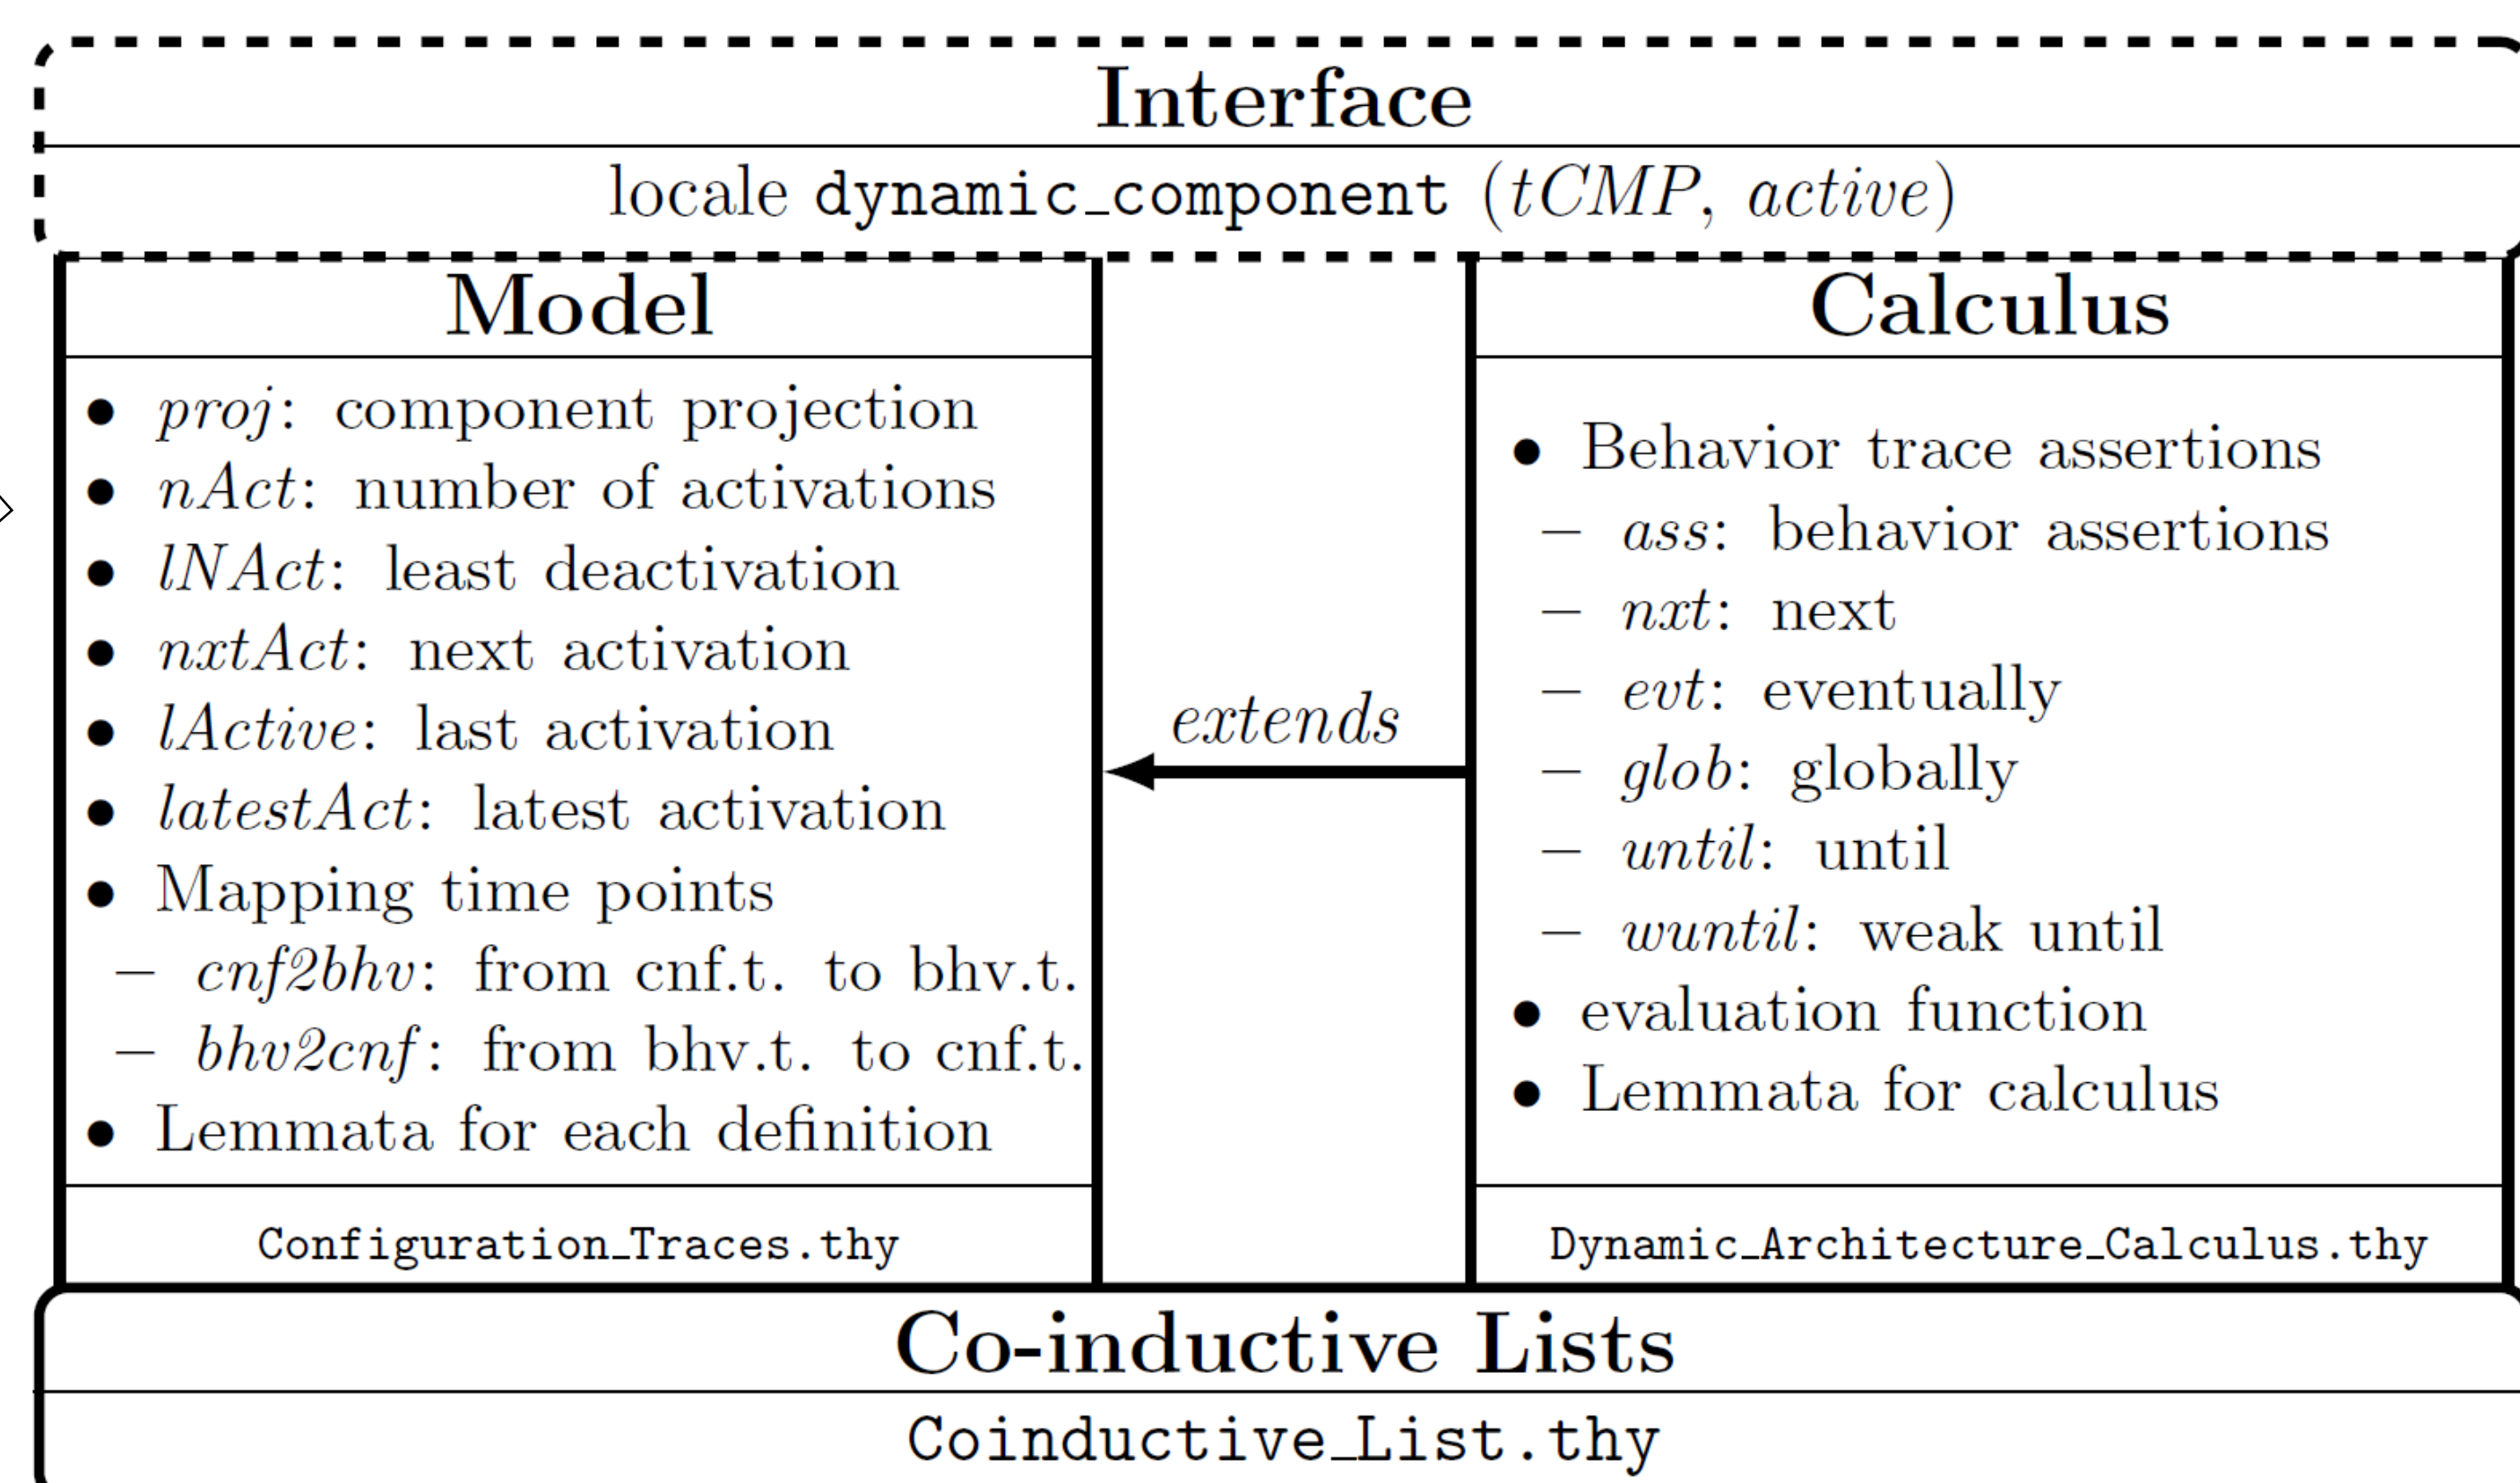 Interface
locale dynamic_component (tCMP, active)
Model
• proj: component projection
• nAct: number of activations
• lNAct: least deactivation
• nxtAct: next activation
• lActive: last activation
• latestAct: latest activation
• Mapping time points
– cnf2bhv: from cnf.t. to bhv.t.
– bhv2cnf: from bhv.t. to cnf.t.
• Lemmata for each definition
Configuration_Traces.thy
extends
Calculus
• Behavior trace assertions
– ass: behavior assertions
– nxt: next
– evt: eventually
– glob: globally
– until: until
– wuntil: weak until
• evaluation function
• Lemmata for calculus
Dynamic_Architecture_Calculus.thy
Co-inductive Lists
Coinductive_List.thy